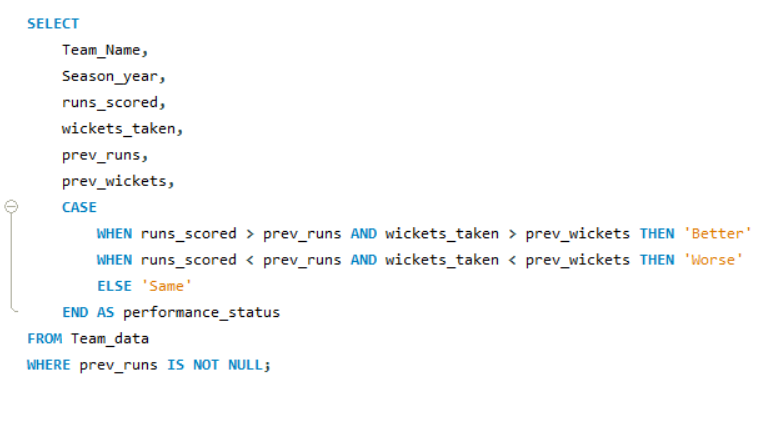 SELECT
Team_Name,
Season_year,
runs_scored,
wickets_taken,
prev_runs,
prev_wickets,
CASE
WHEN runs_scored > prev_runs AND wickets_taken > prev_wickets THEN 'Better'
WHEN runs_scored < prev_runs AND wickets_taken < prev_wickets THEN 'Worse'
ELSE 'Same'
END AS performance_status
FROM Team_data
WHERE prev_runs IS NOT NULL;